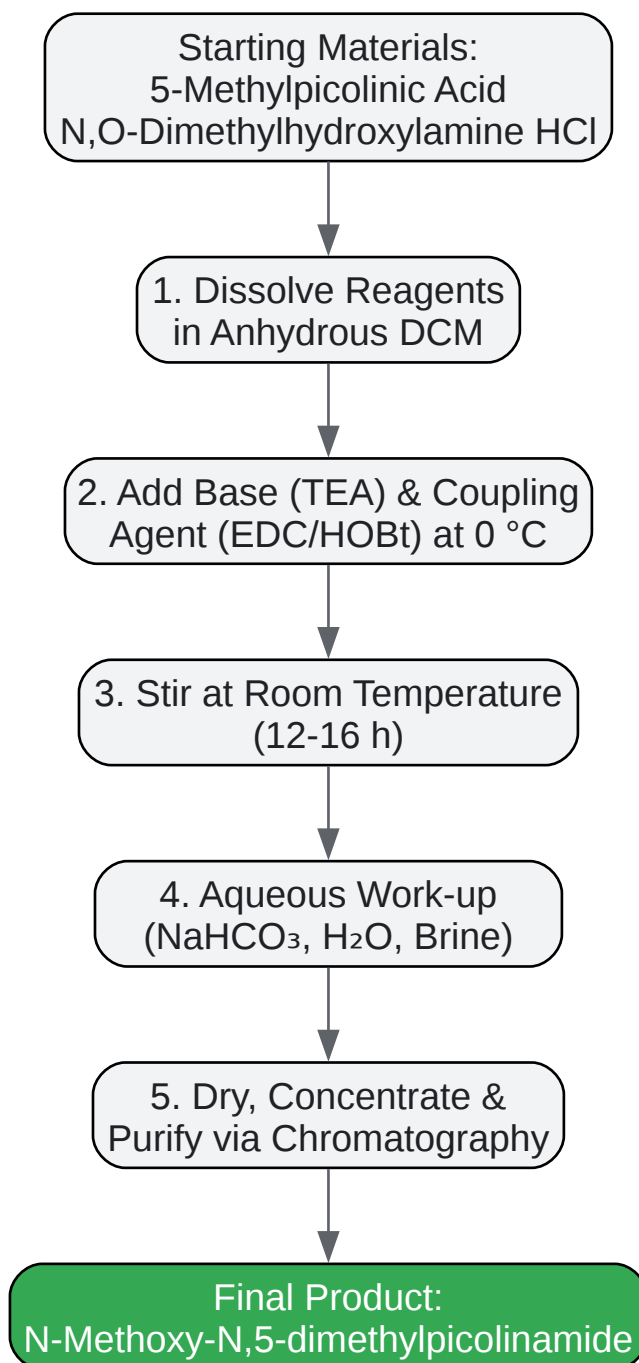 Starting Materials:
5-Methylpicolinic Acid
N,O-Dimethylhydroxylamine HCl
1. Dissolve Reagents
in Anhydrous DCM
2. Add Base (TEA) & Coupling
Agent (EDC/HOBt) at 0 °C
3. Stir at Room Temperature
(12-16 h)
4. Aqueous Work-up
(NaHCO₃, H₂O, Brine)
5. Dry, Concentrate &
Purify via Chromatography
Final Product:
N-Methoxy-N,5-dimethylpicolinamide